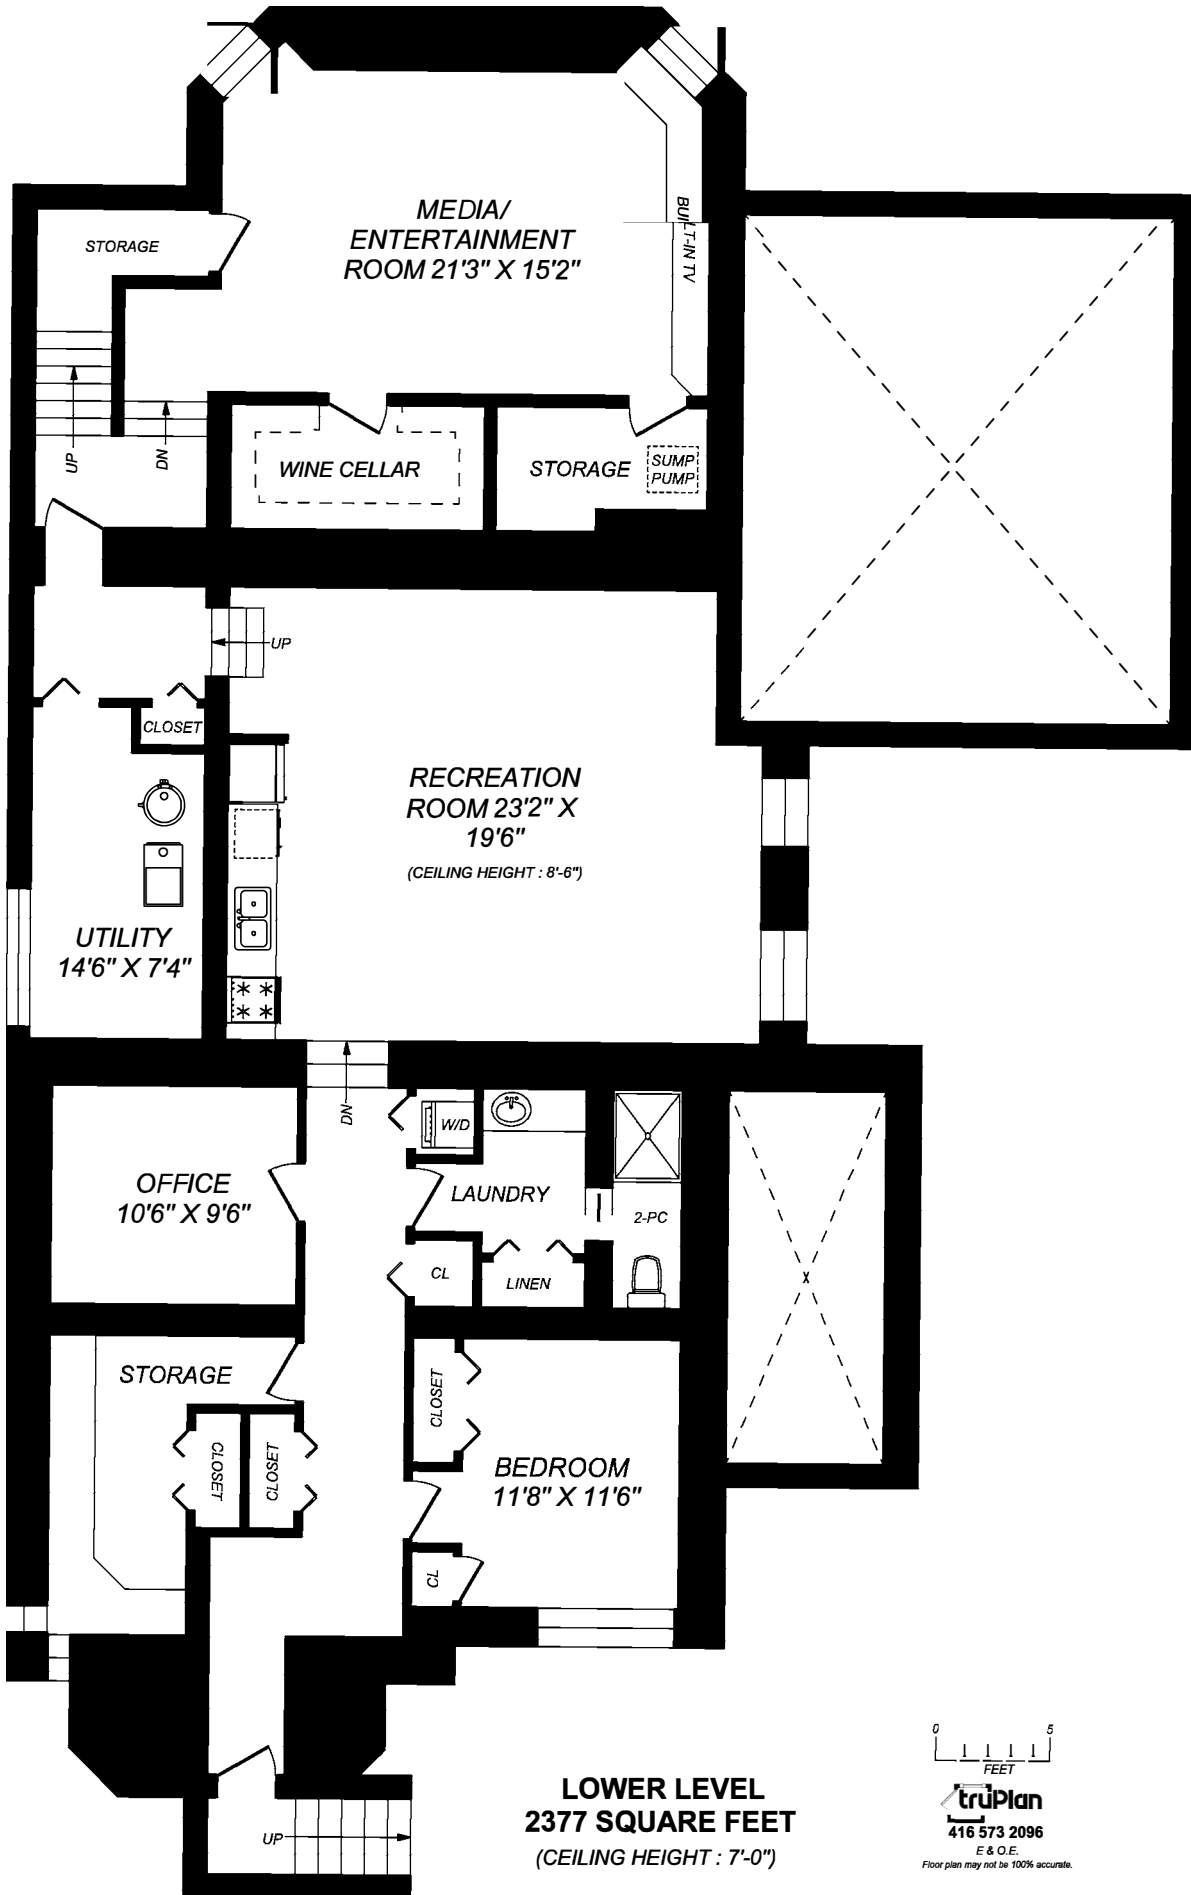 MEDIA/
ENTERTAINMENT
ROOM 21'3" X 15'2"
BUILT-IN TV
STORAGE
UP
DN
WINE CELLAR
STORAGE
SUMP
PUMP
UP
CLOSET
RECREATION
ROOM 23'2" X
19'6"
(CEILING HEIGHT : 8'-6")
UTILITY
14'6" X 7'4"
DN
W/D
OFFICE
10'6" X 9'6"
LAUNDRY
2-PC
CL
LINEN
STORAGE
CLOSET
CLOSET
CLOSET
BEDROOM
11'8" X 11'6"
CL
UP
LOWER LEVEL
2377 SQUARE FEET
(CEILING HEIGHT : 7'-0")
0 5
FEET
truPlan
416 573 2096
E & O.E.
Floor plan may not be 100% accurate.